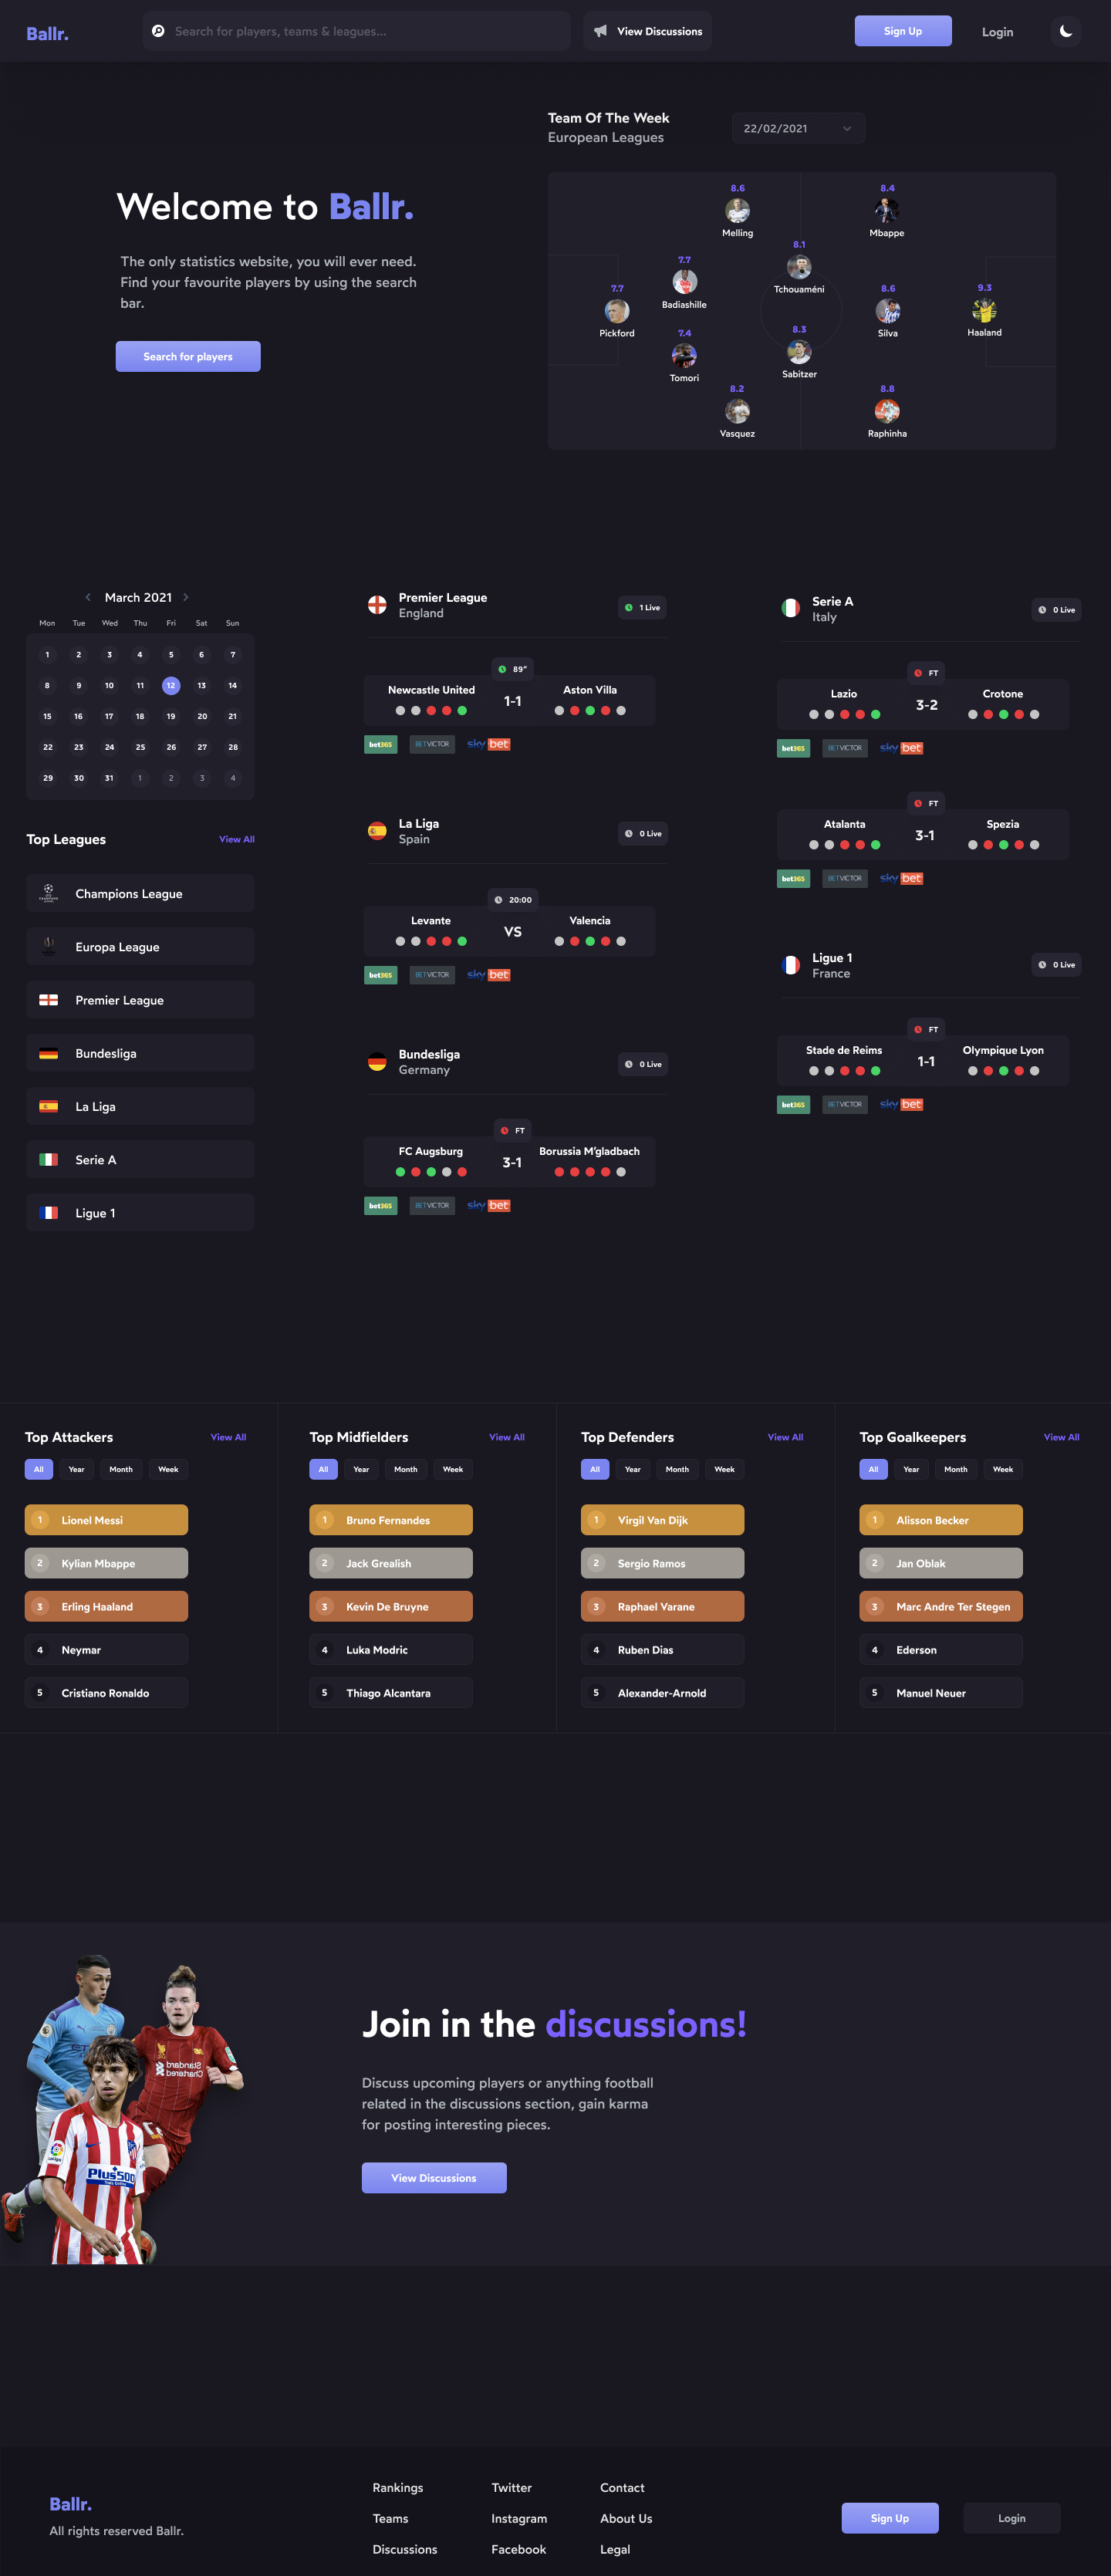 Ballr.
Search for players, teams & leagues...
View Discussions
Sign Up
Login
Team Of The Week
European Leagues
22/02/2021
Welcome to Ballr.
The only statistics website, you will ever need.
Find your favourite players by using the search
bar.
Search for players
8.6
Melling
8.4
Mbappe
8.1
Tchouaméni
7.7
Badiashille
7.7
Pickford
8.6
Silva
9.3
Haaland
7.4
Tomori
8.3
Sabitzer
8.2
Vasquez
8.8
Raphinha
March 2021
Mon Tue Wed Thu Fri Sat Sun
1 2 3 4 5 6 7
8 9 10 11 12 13 14
15 16 17 18 19 20 21
22 23 24 25 26 27 28
29 30 31 1 2 3 4
Top Leagues
View All
Champions League
Europa League
Premier League
Bundesliga
La Liga
Serie A
Ligue 1
Premier League
England
1 Live
89"
Newcastle United 1-1 Aston Villa
bet365 BETVICTOR sky bet
La Liga
Spain
0 Live
20:00
Levante VS Valencia
bet365 BETVICTOR sky bet
Bundesliga
Germany
0 Live
FT
FC Augsburg 3-1 Borussia M'gladbach
bet365 BETVICTOR sky bet
Serie A
Italy
0 Live
FT
Lazio 3-2 Crotone
bet365 BETVICTOR sky bet
FT
Atalanta 3-1 Spezia
bet365 BETVICTOR sky bet
Ligue 1
France
0 Live
FT
Stade de Reims 1-1 Olympique Lyon
bet365 BETVICTOR sky bet
Top Attackers
View All
All Year Month Week
1 Lionel Messi
2 Kylian Mbappe
3 Erling Haaland
4 Neymar
5 Cristiano Ronaldo
Top Midfielders
View All
All Year Month Week
1 Bruno Fernandes
2 Jack Grealish
3 Kevin De Bruyne
4 Luka Modric
5 Thiago Alcantara
Top Defenders
View All
All Year Month Week
1 Virgil Van Dijk
2 Sergio Ramos
3 Raphael Varane
4 Ruben Dias
5 Alexander-Arnold
Top Goalkeepers
View All
All Year Month Week
1 Alisson Becker
2 Jan Oblak
3 Marc Andre Ter Stegen
4 Ederson
5 Manuel Neuer
Standard
Chartered
Plus500
Join in the discussions!
Discuss upcoming players or anything football
related in the discussions section, gain karma
for posting interesting pieces.
View Discussions
Ballr.
All rights reserved Ballr.
Rankings
Teams
Discussions
Twitter
Instagram
Facebook
Contact
About Us
Legal
Sign Up
Login